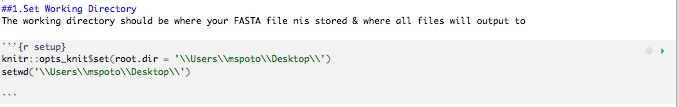 ##1.Set Working Directory
The working directory should be where your FASTA file nis stored & where all files will output to
```{r setup}
knitr::opts_knit$set(root.dir = '\\Users\\mspoto\\Desktop\\')
setwd('\\Users\\mspoto\\Desktop\\')
```